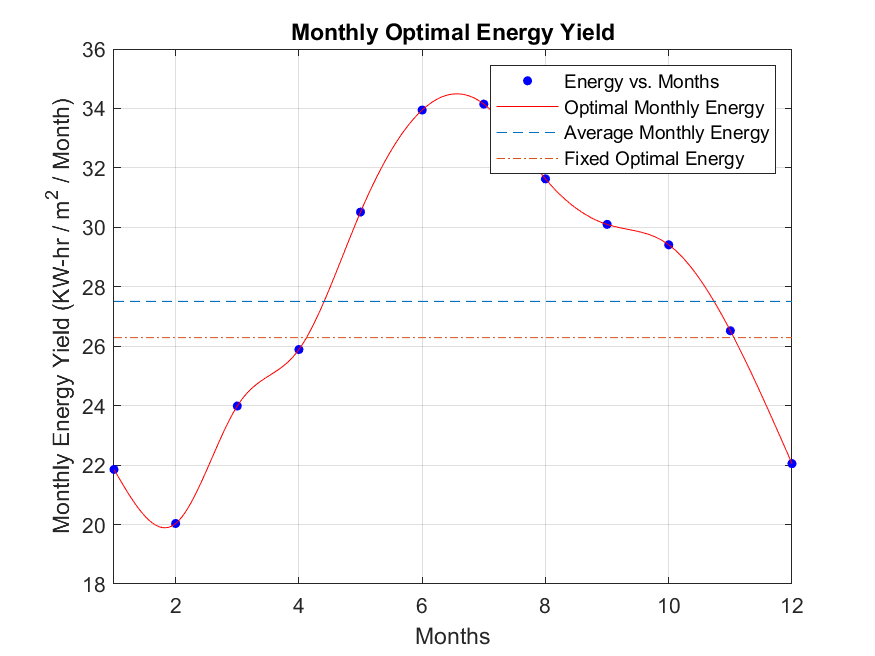 Monthly Optimal Energy Yield
Monthly Energy Yield (KW-hr / m² / Month)
36
34
32
30
28
26
24
22
20
18
Energy vs. Months
Optimal Monthly Energy
Average Monthly Energy
Fixed Optimal Energy
2 4 6 8 10 12
Months